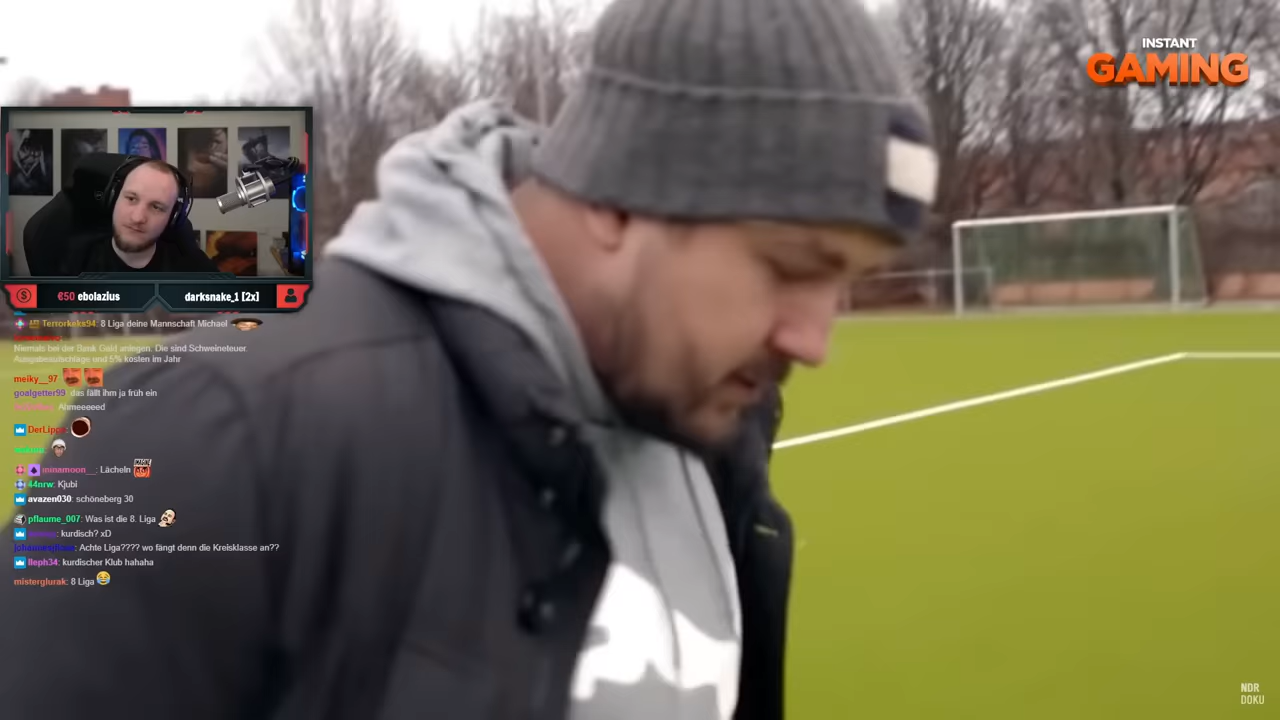 INSTANT
GAMING
€50 ebolazius
darksnake_1 [2x]
Tertorkeks94: 8 Liga deine Mannschaft Michael
Niemals bei der Bank Geld anlegen. Die sind Schweineteuer.
Ausgabeaufschläge und 5% kosten im Jahr
meiky__97
goalgetter99 das fällt ihm ja früh ein
Ahmeeeeed
DerLippe
minamoon__: Lächeln
44nrw: Kjubi
avazen030: schöneberg 30
pflaume_007: Was ist die 8. Liga
: kurdisch? xD
: Achte Liga???? wo fängt denn die Kreisklasse an??
lleph34: kurdischer Klub hahaha
misterglurak: 8 Liga
NDR
DOKU